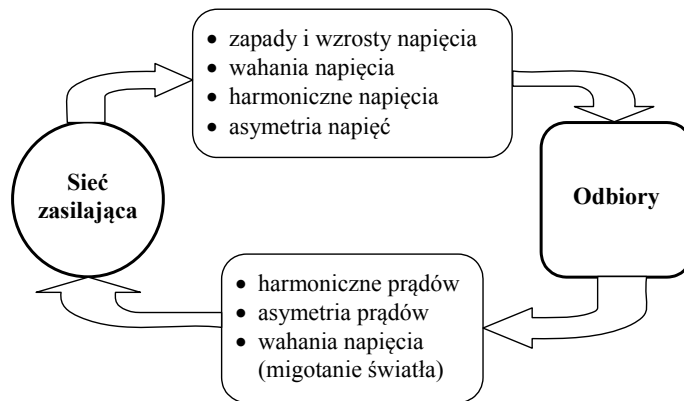 • zapady i wzrosty napięcia
• wahania napięcia
• harmoniczne napięcia
• asymetria napięć
Sieć
zasilająca
Odbiory
• harmoniczne prądów
• asymetria prądów
• wahania napięcia
(migotanie światła)